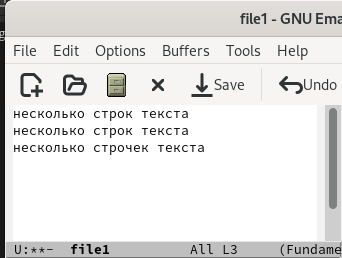 file1 - GNU Ema
File Edit Options Buffers Tools Help
Save Undo
несколько строк текста
несколько строк текста
несколько строчек текста
U:**- file1 All L3 (Fundame